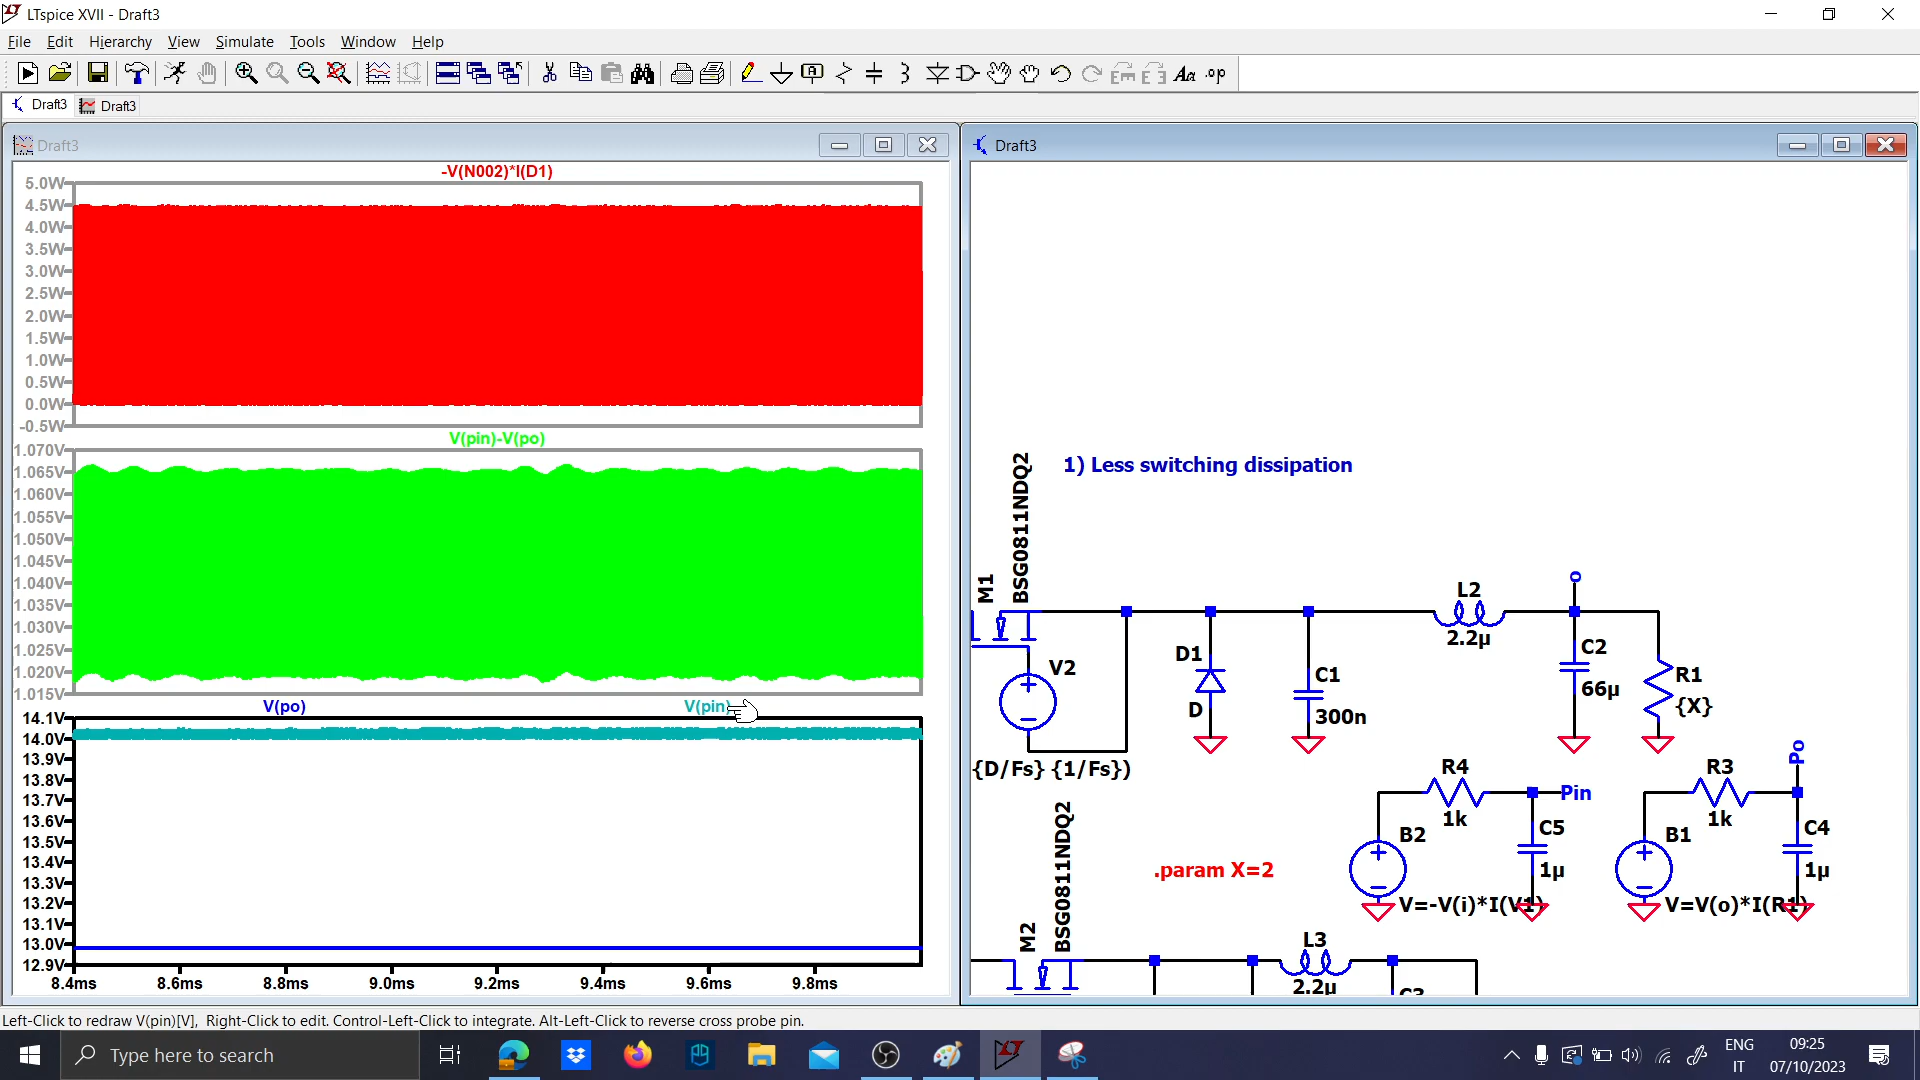 LTspice XVII - Draft3
File Edit Hierarchy View Simulate Tools Window Help
Draft3 Draft3
Draft3
-V(N002)*I(D1)
5.0W
4.5W
4.0W
3.5W
3.0W
2.5W
2.0W
1.5W
1.0W
0.5W
0.0W
-0.5W
V(pin)-V(po)
1.070V
1.065V
1.060V
1.055V
1.050V
1.045V
1.040V
1.035V
1.030V
1.025V
1.020V
1.015V
V(po) V(pin)
14.1V
14.0V
13.9V
13.8V
13.7V
13.6V
13.5V
13.4V
13.3V
13.2V
13.1V
13.0V
12.9V
8.4ms 8.6ms 8.8ms 9.0ms 9.2ms 9.4ms 9.6ms 9.8ms
Draft3
1) Less switching dissipation
M1
BSG0811NDQ2
V2
D1
D
C1
300n
L2
2.2µ
o
C2
66µ
R1
{X}
{D/Fs} {1/Fs})
R4
1k
Pin
C5
1µ
B2
V=-V(i)*I(V1)
R3
1k
Po
C4
1µ
B1
V=V(o)*I(R1)
.param X=2
M2
BSG0811NDQ2
L3
2.2µ
C3
Left-Click to redraw V(pin)[V], Right-Click to edit. Control-Left-Click to integrate. Alt-Left-Click to reverse cross probe pin.
Type here to search
ENG
IT
09:25
07/10/2023